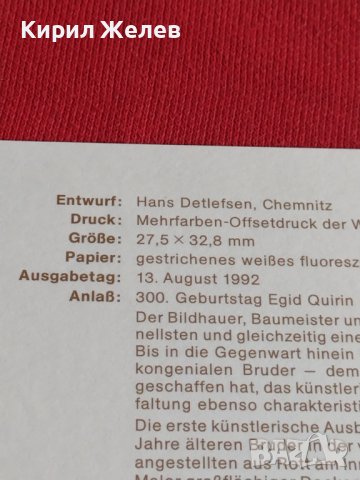 Кирил Желев
Entwurf: Hans Detlefsen, Chemnitz
Druck: Mehrfarben-Offsetdruck der W
Größe: 27,5 × 32,8 mm
Papier: gestrichenes weißes fluoresz
Ausgabetag: 13. August 1992
Anlaß: 300. Geburtstag Egid Quirin
Der Bildhauer, Baumeister un
nellsten und gleichzeitig eine
Bis in die Gegenwart hinein
kongenialen Bruder – dem
geschaffen hat, das künstler
faltung ebenso charakterist
Die erste künstlerische Ausb
Jahre älteren Bruder in der v
angestellten aus Rott am Inn
Maler großflächiger Decken
BAZAR